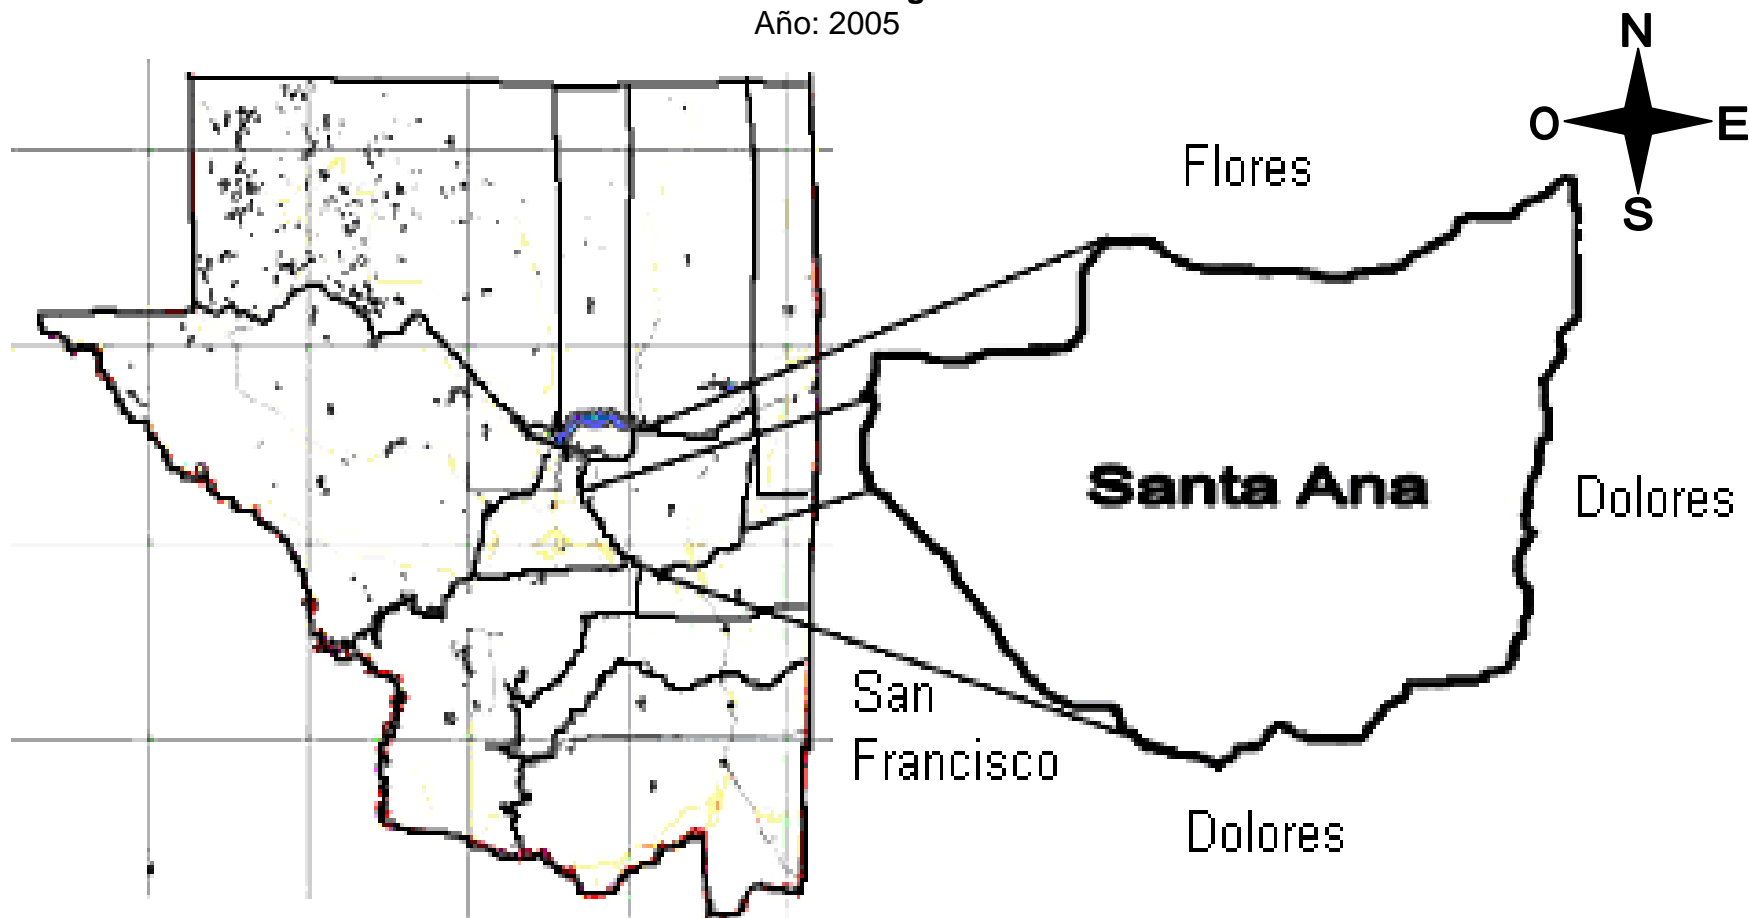 Año: 2005
N
O
E
S
Flores
Santa Ana
Dolores
San
Francisco
Dolores